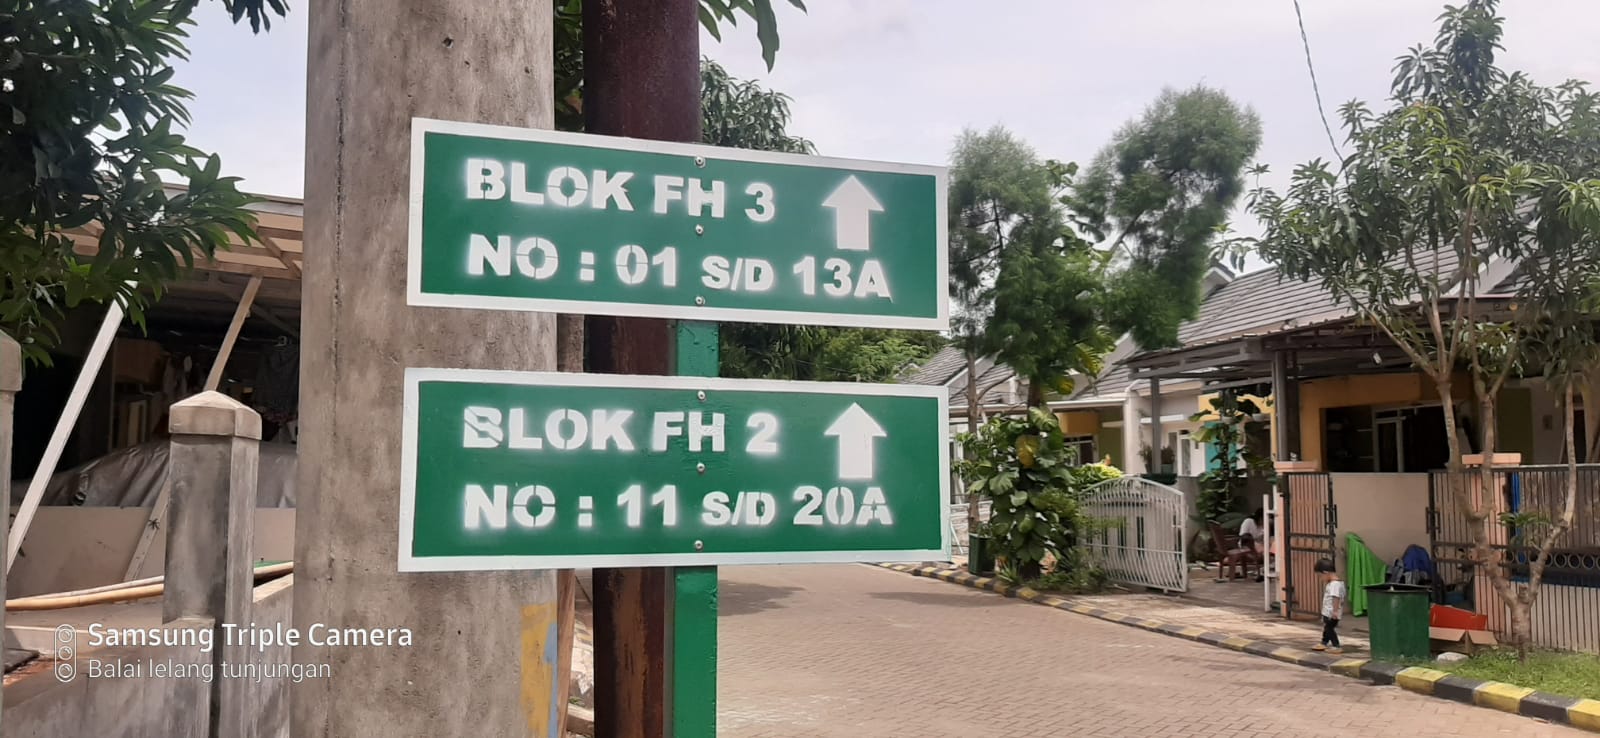 BLOK FH 3
NO : 01 S/D 13A
BLOK FH 2
NO : 11 S/D 20A
Samsung Triple Camera
Balai lelang tunjungan